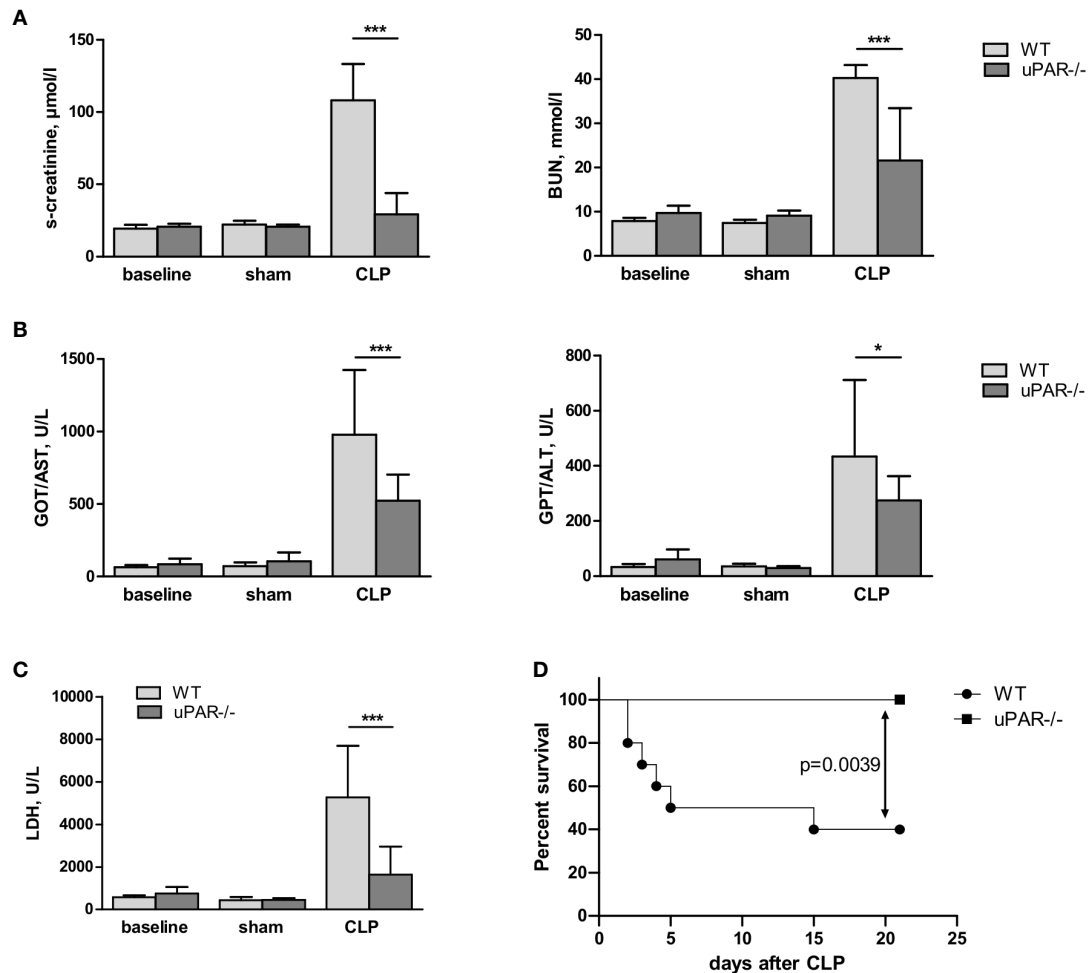 A
s-creatinine, µmol/l
150
100
50
0
***
baseline sham CLP
BUN, mmol/l
50
40
30
20
10
0
***
baseline sham CLP
WT
uPAR-/-
B
GOT/AST, U/L
1500
1000
500
0
***
baseline sham CLP
GPT/ALT, U/L
800
600
400
200
0
*
baseline sham CLP
WT
uPAR-/-
C
LDH, U/L
10000
8000
6000
4000
2000
0
WT
uPAR-/-
***
baseline sham CLP
D
Percent survival
100
80
60
40
20
0
p=0.0039
0 5 10 15 20 25
days after CLP
WT
uPAR-/-